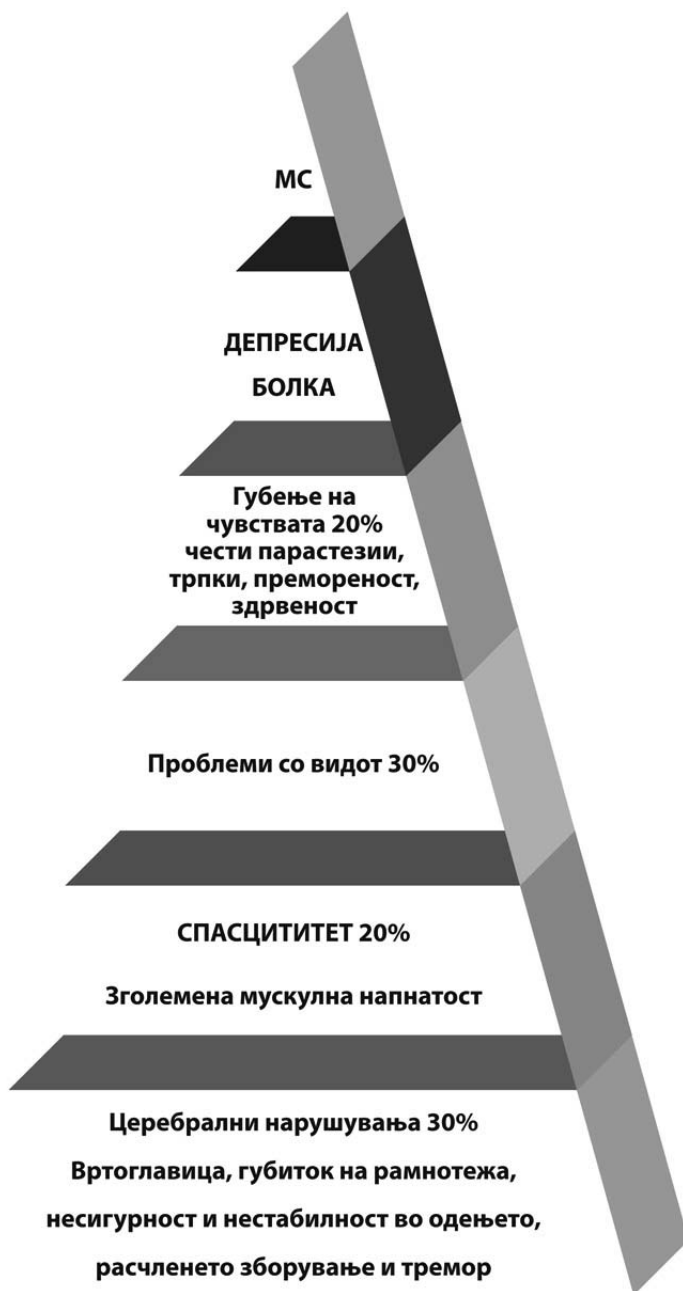 МС
ДЕПРЕСИЈА
БОЛКА
Губење на
чувствата 20%
чести парастезии,
трпки, премореност,
здрвеност
Проблеми со видот 30%
СПАСЦИТИТЕТ 20%
Зголемена мускулна напнатост
Церебрални нарушувања 30%
Вртоглавица, губиток на рамнотежа,
несигурност и нестабилност во одењето,
расчленето зборување и тремор